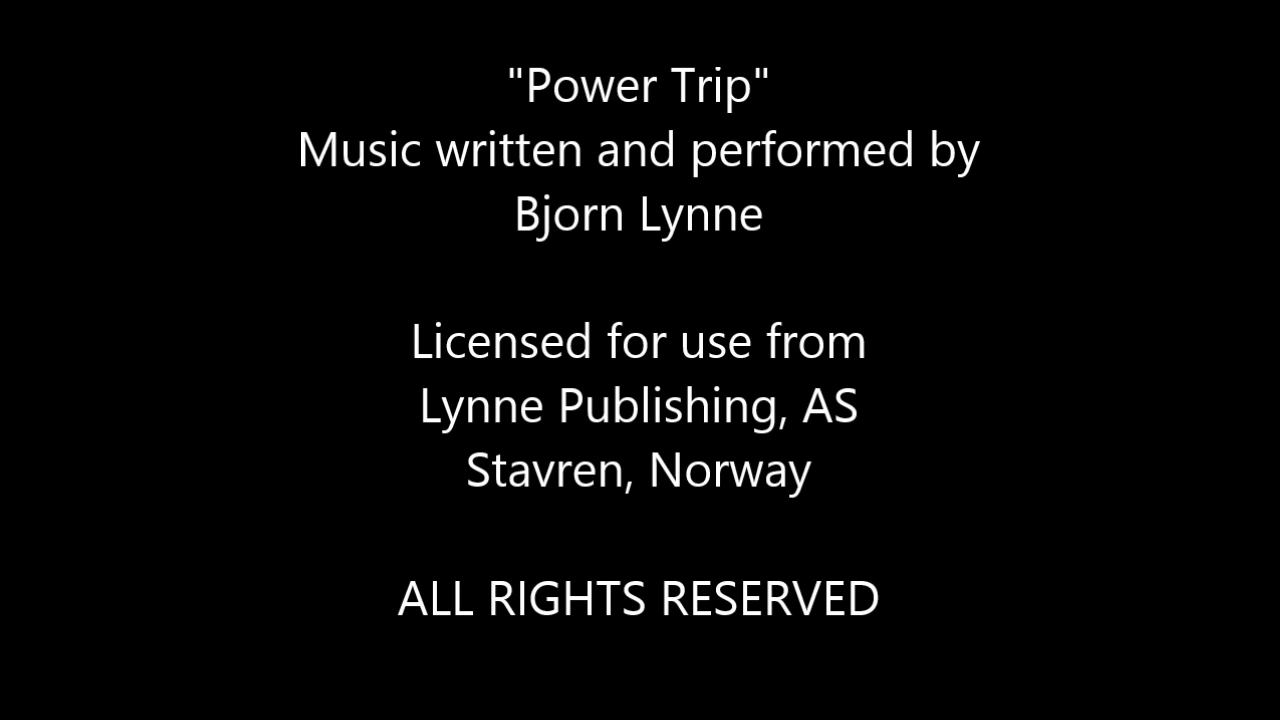 "Power Trip"
Music written and performed by
Bjorn Lynne
Licensed for use from
Lynne Publishing, AS
Stavren, Norway
ALL RIGHTS RESERVED